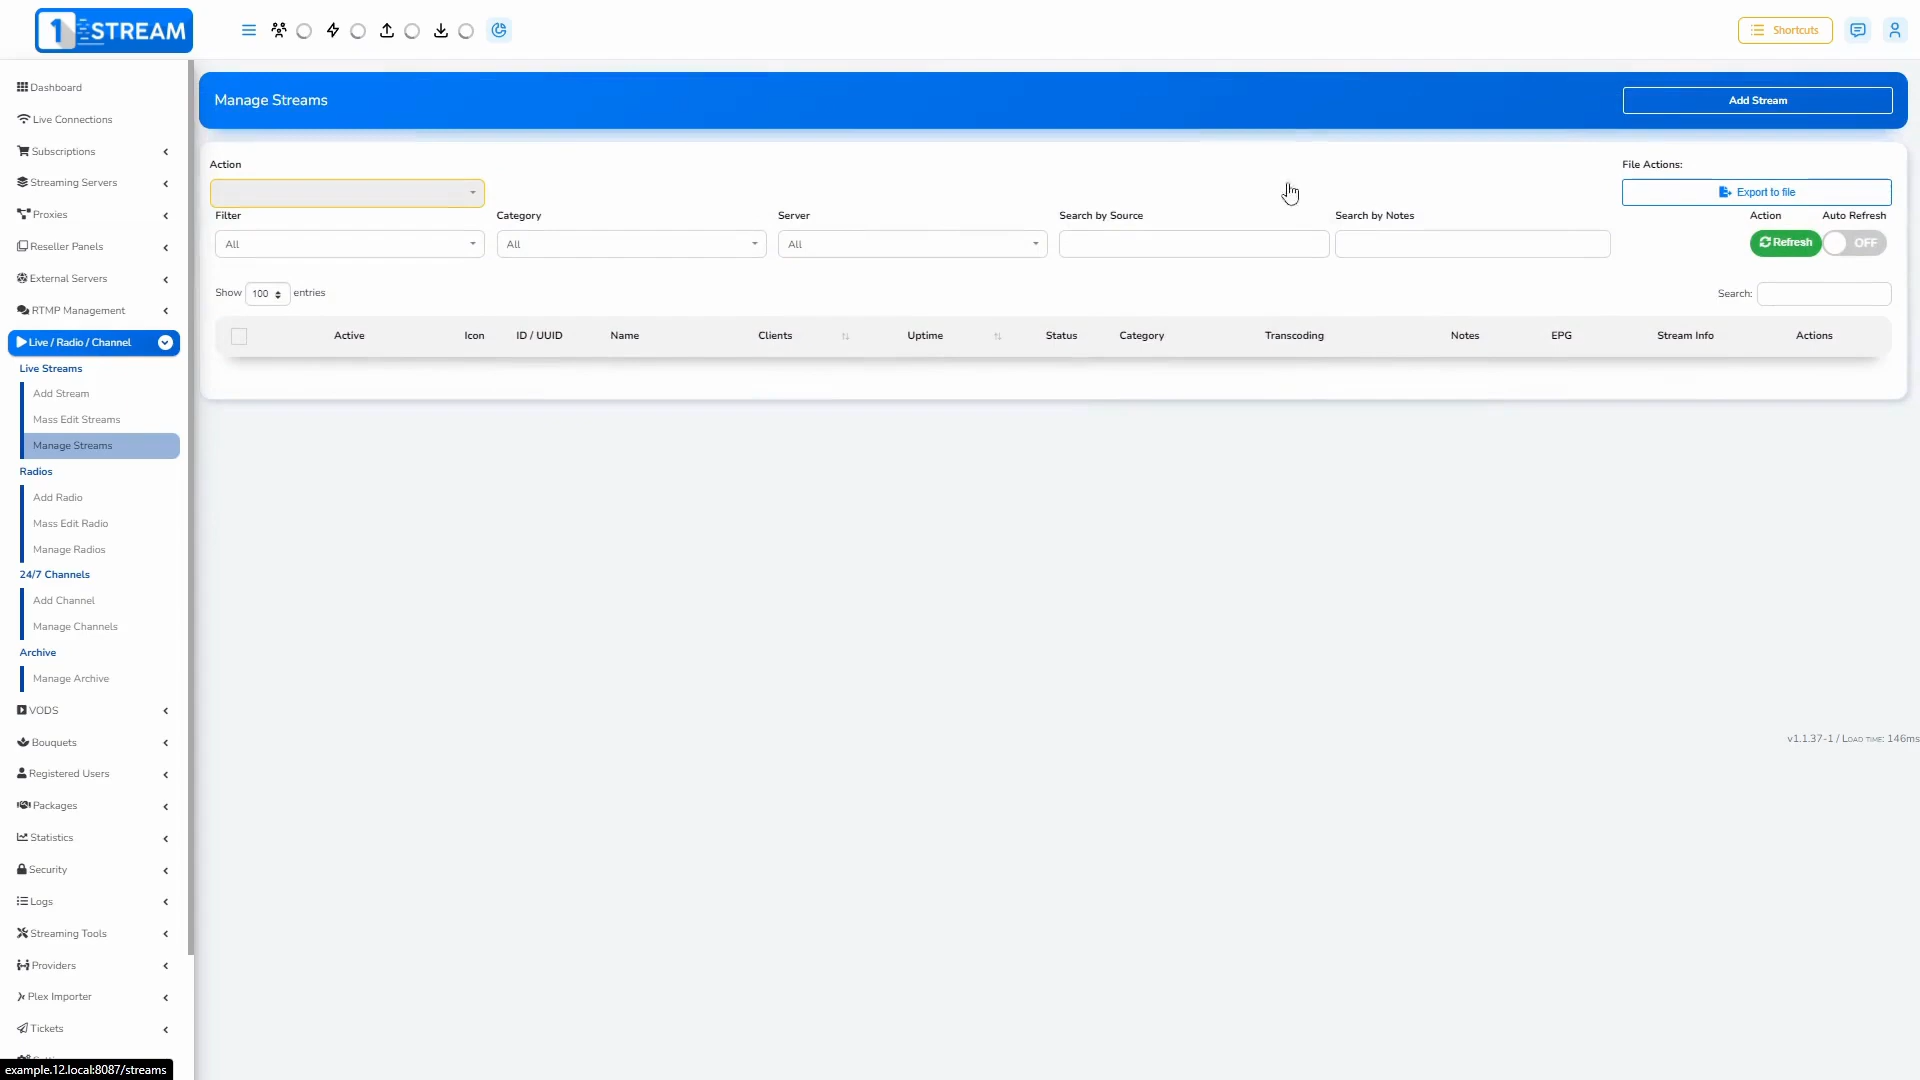 1 STREAM
Shortcuts
Dashboard
Live Connections
Subscriptions
Streaming Servers
Proxies
Reseller Panels
External Servers
RTMP Management
Live / Radio / Channel
Live Streams
Add Stream
Mass Edit Streams
Manage Streams
Radios
Add Radio
Mass Edit Radio
Manage Radios
24/7 Channels
Add Channel
Manage Channels
Archive
Manage Archive
VODS
Bouquets
Registered Users
Packages
Statistics
Security
Logs
Streaming Tools
Providers
Plex Importer
Tickets
example.12.local:8087/streams
Manage Streams
Add Stream
Action
File Actions:
Export to file
Filter Category Server Search by Source Search by Notes Action Auto Refresh
All All All Refresh OFF
Show 100 entries Search:
Active Icon ID / UUID Name Clients Uptime Status Category Transcoding Notes EPG Stream Info Actions
v1.1.37-1 / Load time: 146ms